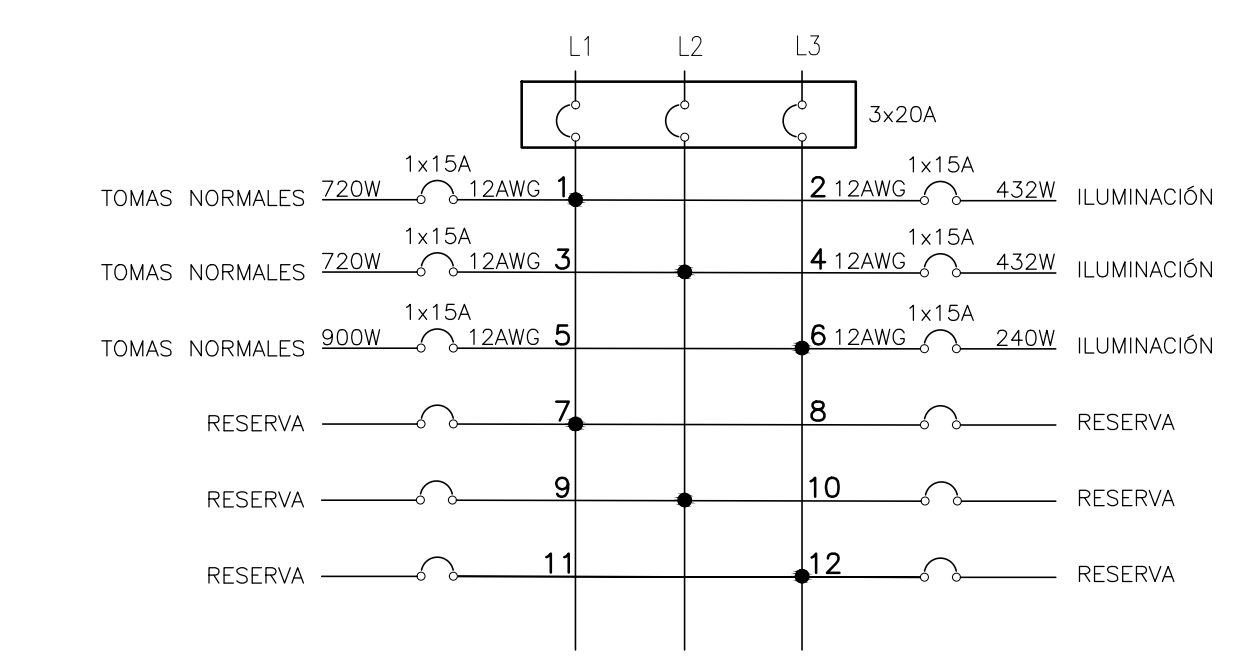 L1 L2 L3
3x20A
1x15A 1x15A
TOMAS NORMALES 720W 12AWG 1 2 12AWG 432W ILUMINACIÓN
1x15A 1x15A
TOMAS NORMALES 720W 12AWG 3 4 12AWG 432W ILUMINACIÓN
1x15A 1x15A
TOMAS NORMALES 900W 12AWG 5 6 12AWG 240W ILUMINACIÓN
RESERVA 7 8 RESERVA
RESERVA 9 10 RESERVA
RESERVA 11 12 RESERVA